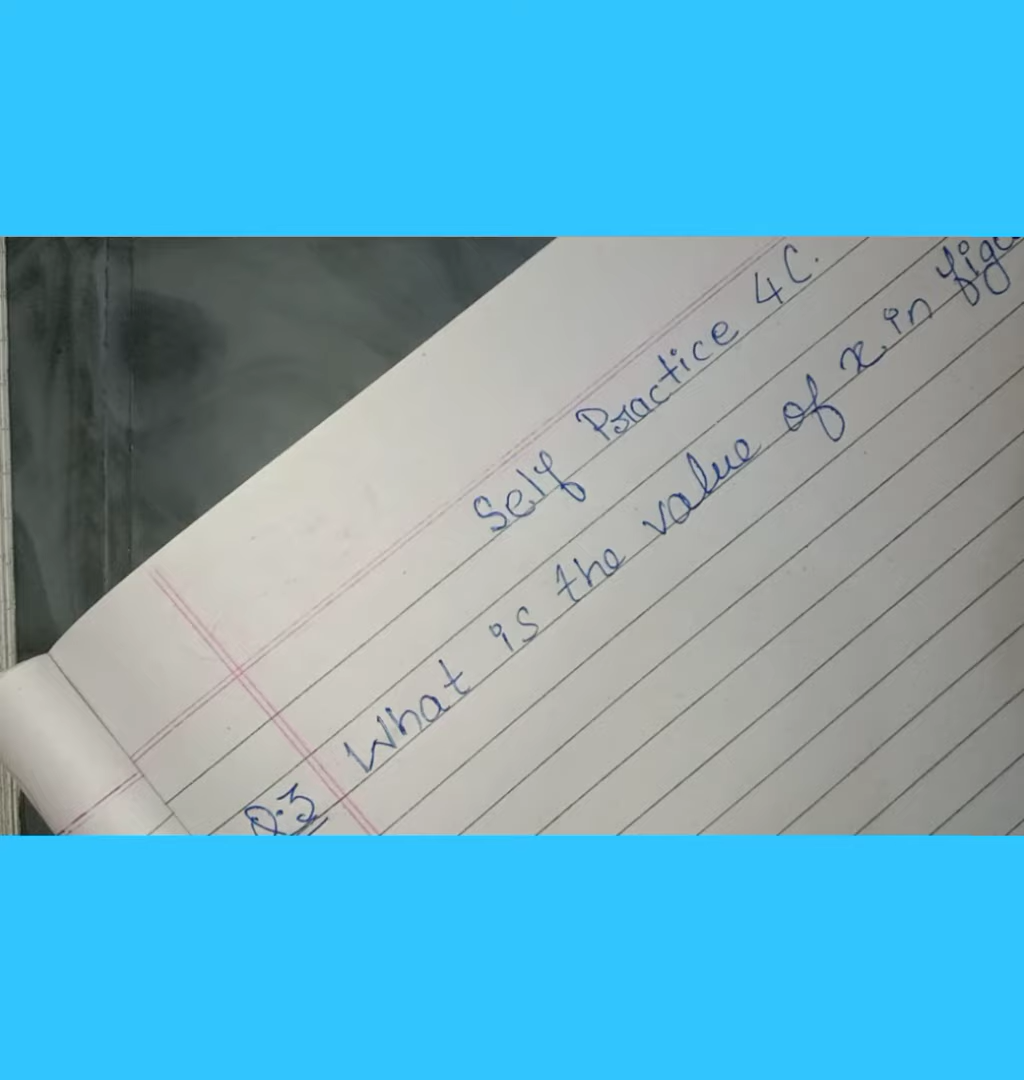 Self Practice 4C.
Q.3 What is the value of x in